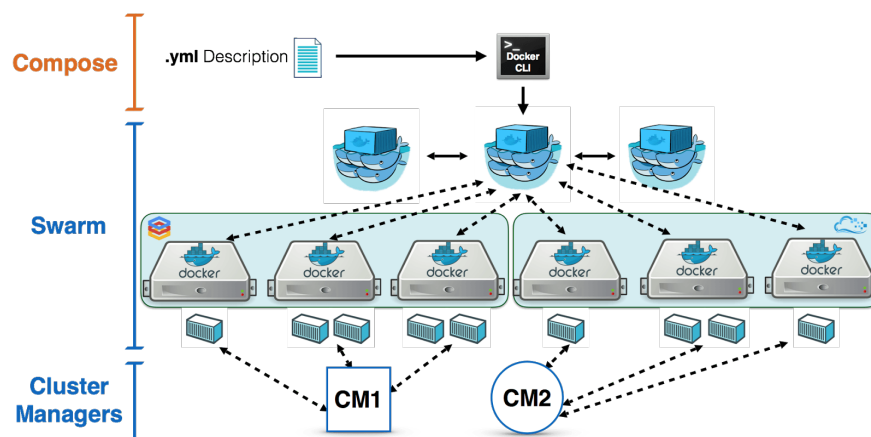 Compose
.yml Description
>_
Docker
CLI
Swarm
docker
docker
docker
docker
docker
docker
Cluster
Managers
CM1
CM2